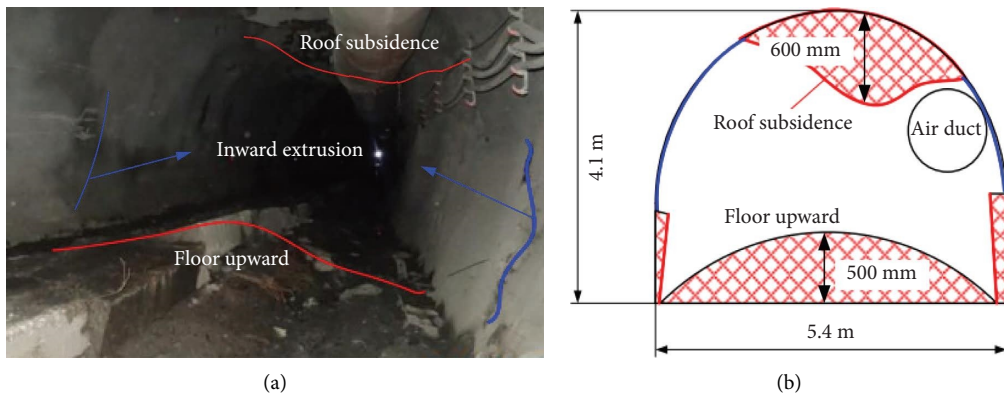 Roof subsidence
Inward extrusion
Floor upward
(a)
600 mm
Roof subsidence
Air duct
4.1 m
Floor upward
500 mm
5.4 m
(b)